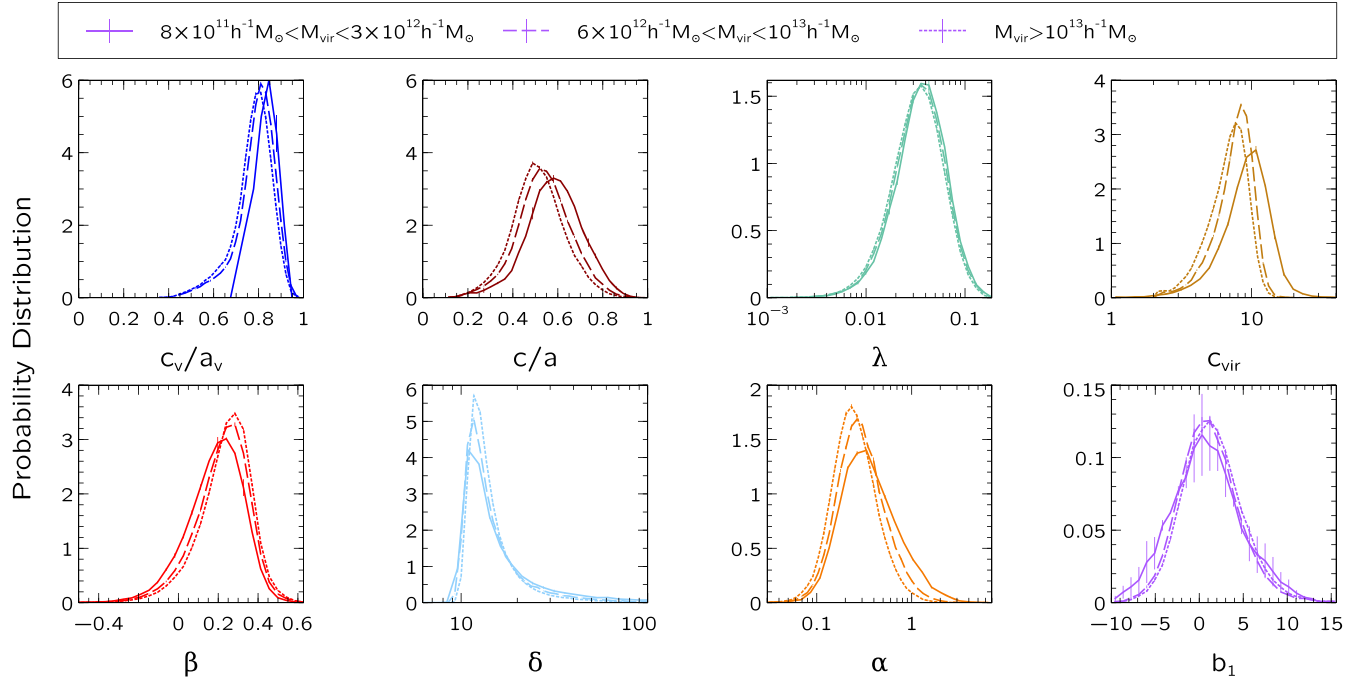 8×10¹¹h⁻¹M⊙<Mvir<3×10¹²h⁻¹M⊙ 6×10¹²h⁻¹M⊙<Mvir<10¹³h⁻¹M⊙ Mvir>10¹³h⁻¹M⊙
Probability Distribution
6
4
2
0
0 0.2 0.4 0.6 0.8 1
cv/av
6
5
4
3
2
1
0
0 0.2 0.4 0.6 0.8 1
c/a
1.5
1
0.5
0
10⁻³ 0.01 0.1
λ
4
3
2
1
0
1 10
cvir
4
3
2
1
0
−0.4 0 0.2 0.4 0.6
β
6
5
4
3
2
1
0
10 100
δ
2
1.5
1
0.5
0
0.1 1
α
0.15
0.1
0.05
0
−10 −5 0 5 10 15
b₁